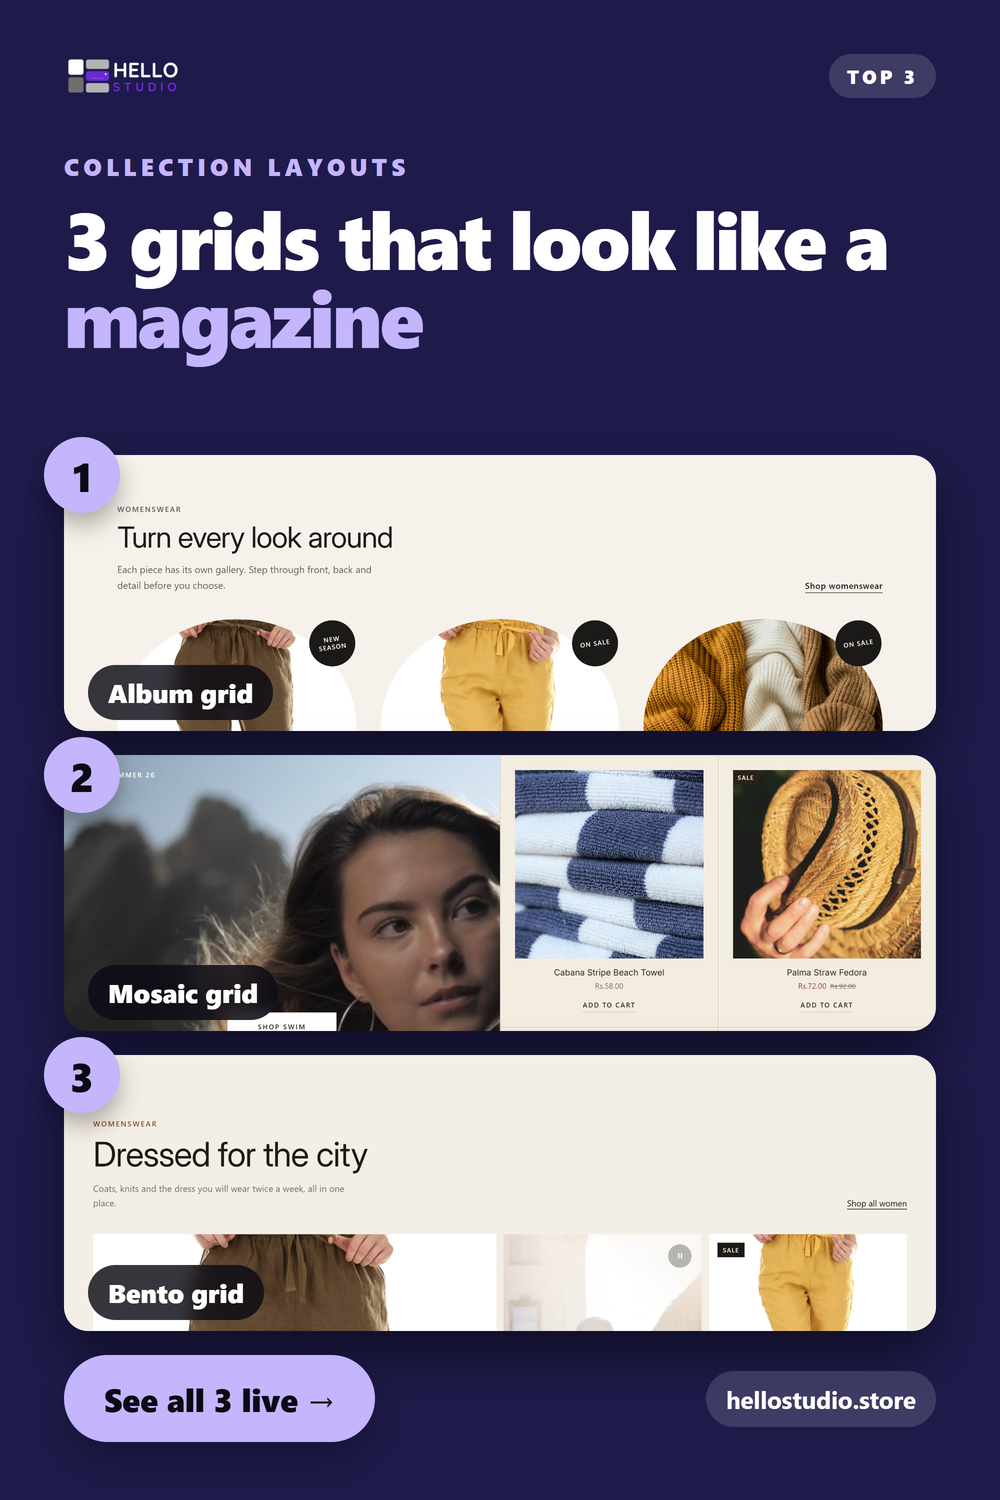 HELLO
STUDIO
TOP 3
COLLECTION LAYOUTS
3 grids that look like a
magazine
1
WOMENSWEAR
Turn every look around
Each piece has its own gallery. Step through front, back and
detail before you choose.
Shop womenswear
NEW
SEASON
ON SALE
ON SALE
Album grid
2
MMER 26
SALE
Cabana Stripe Beach Towel
Rs.58.00
ADD TO CART
Palma Straw Fedora
Rs.72.00 Rs.92.00
ADD TO CART
Mosaic grid
SHOP SWIM
3
WOMENSWEAR
Dressed for the city
Coats, knits and the dress you will wear twice a week, all in one
place.
Shop all women
SALE
Bento grid
See all 3 live →
hellostudio.store